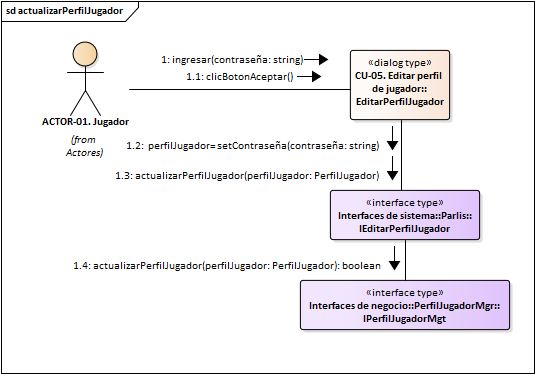 sd actualizarPerfilJugador
1: ingresar(contraseña: string)
1.1: clicBotonAceptar()
«dialog type»
CU-05. Editar perfil
de jugador::
EditarPerfilJugador
ACTOR-01. Jugador
(from
Actores)
1.2: perfilJugador= setContraseña(contraseña: string)
1.3: actualizarPerfilJugador(perfilJugador: PerfilJugador)
«interface type»
Interfaces de sistema::Parlis::
IEditarPerfilJugador
1.4: actualizarPerfilJugador(perfilJugador: PerfilJugador): boolean
«interface type»
Interfaces de negocio::PerfilJugadorMgr::
IPerfilJugadorMgt